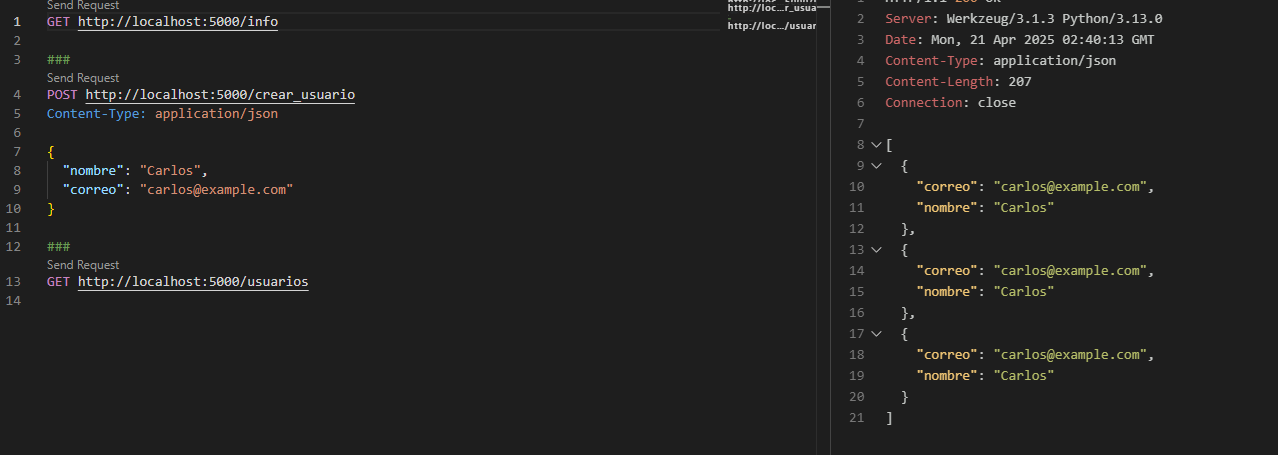 Send Request
1 GET http://localhost:5000/info
2
3 ###
Send Request
4 POST http://localhost:5000/crear_usuario
5 Content-Type: application/json
6
7 {
8 "nombre": "Carlos",
9 "correo": "carlos@example.com"
10 }
11
12 ###
Send Request
13 GET http://localhost:5000/usuarios
14
http://loc...r_usua
http://loc.../usuar
2 Server: Werkzeug/3.1.3 Python/3.13.0
3 Date: Mon, 21 Apr 2025 02:40:13 GMT
4 Content-Type: application/json
5 Content-Length: 207
6 Connection: close
7
8 [
9 {
10 "correo": "carlos@example.com",
11 "nombre": "Carlos"
12 },
13 {
14 "correo": "carlos@example.com",
15 "nombre": "Carlos"
16 },
17 {
18 "correo": "carlos@example.com",
19 "nombre": "Carlos"
20 }
21 ]